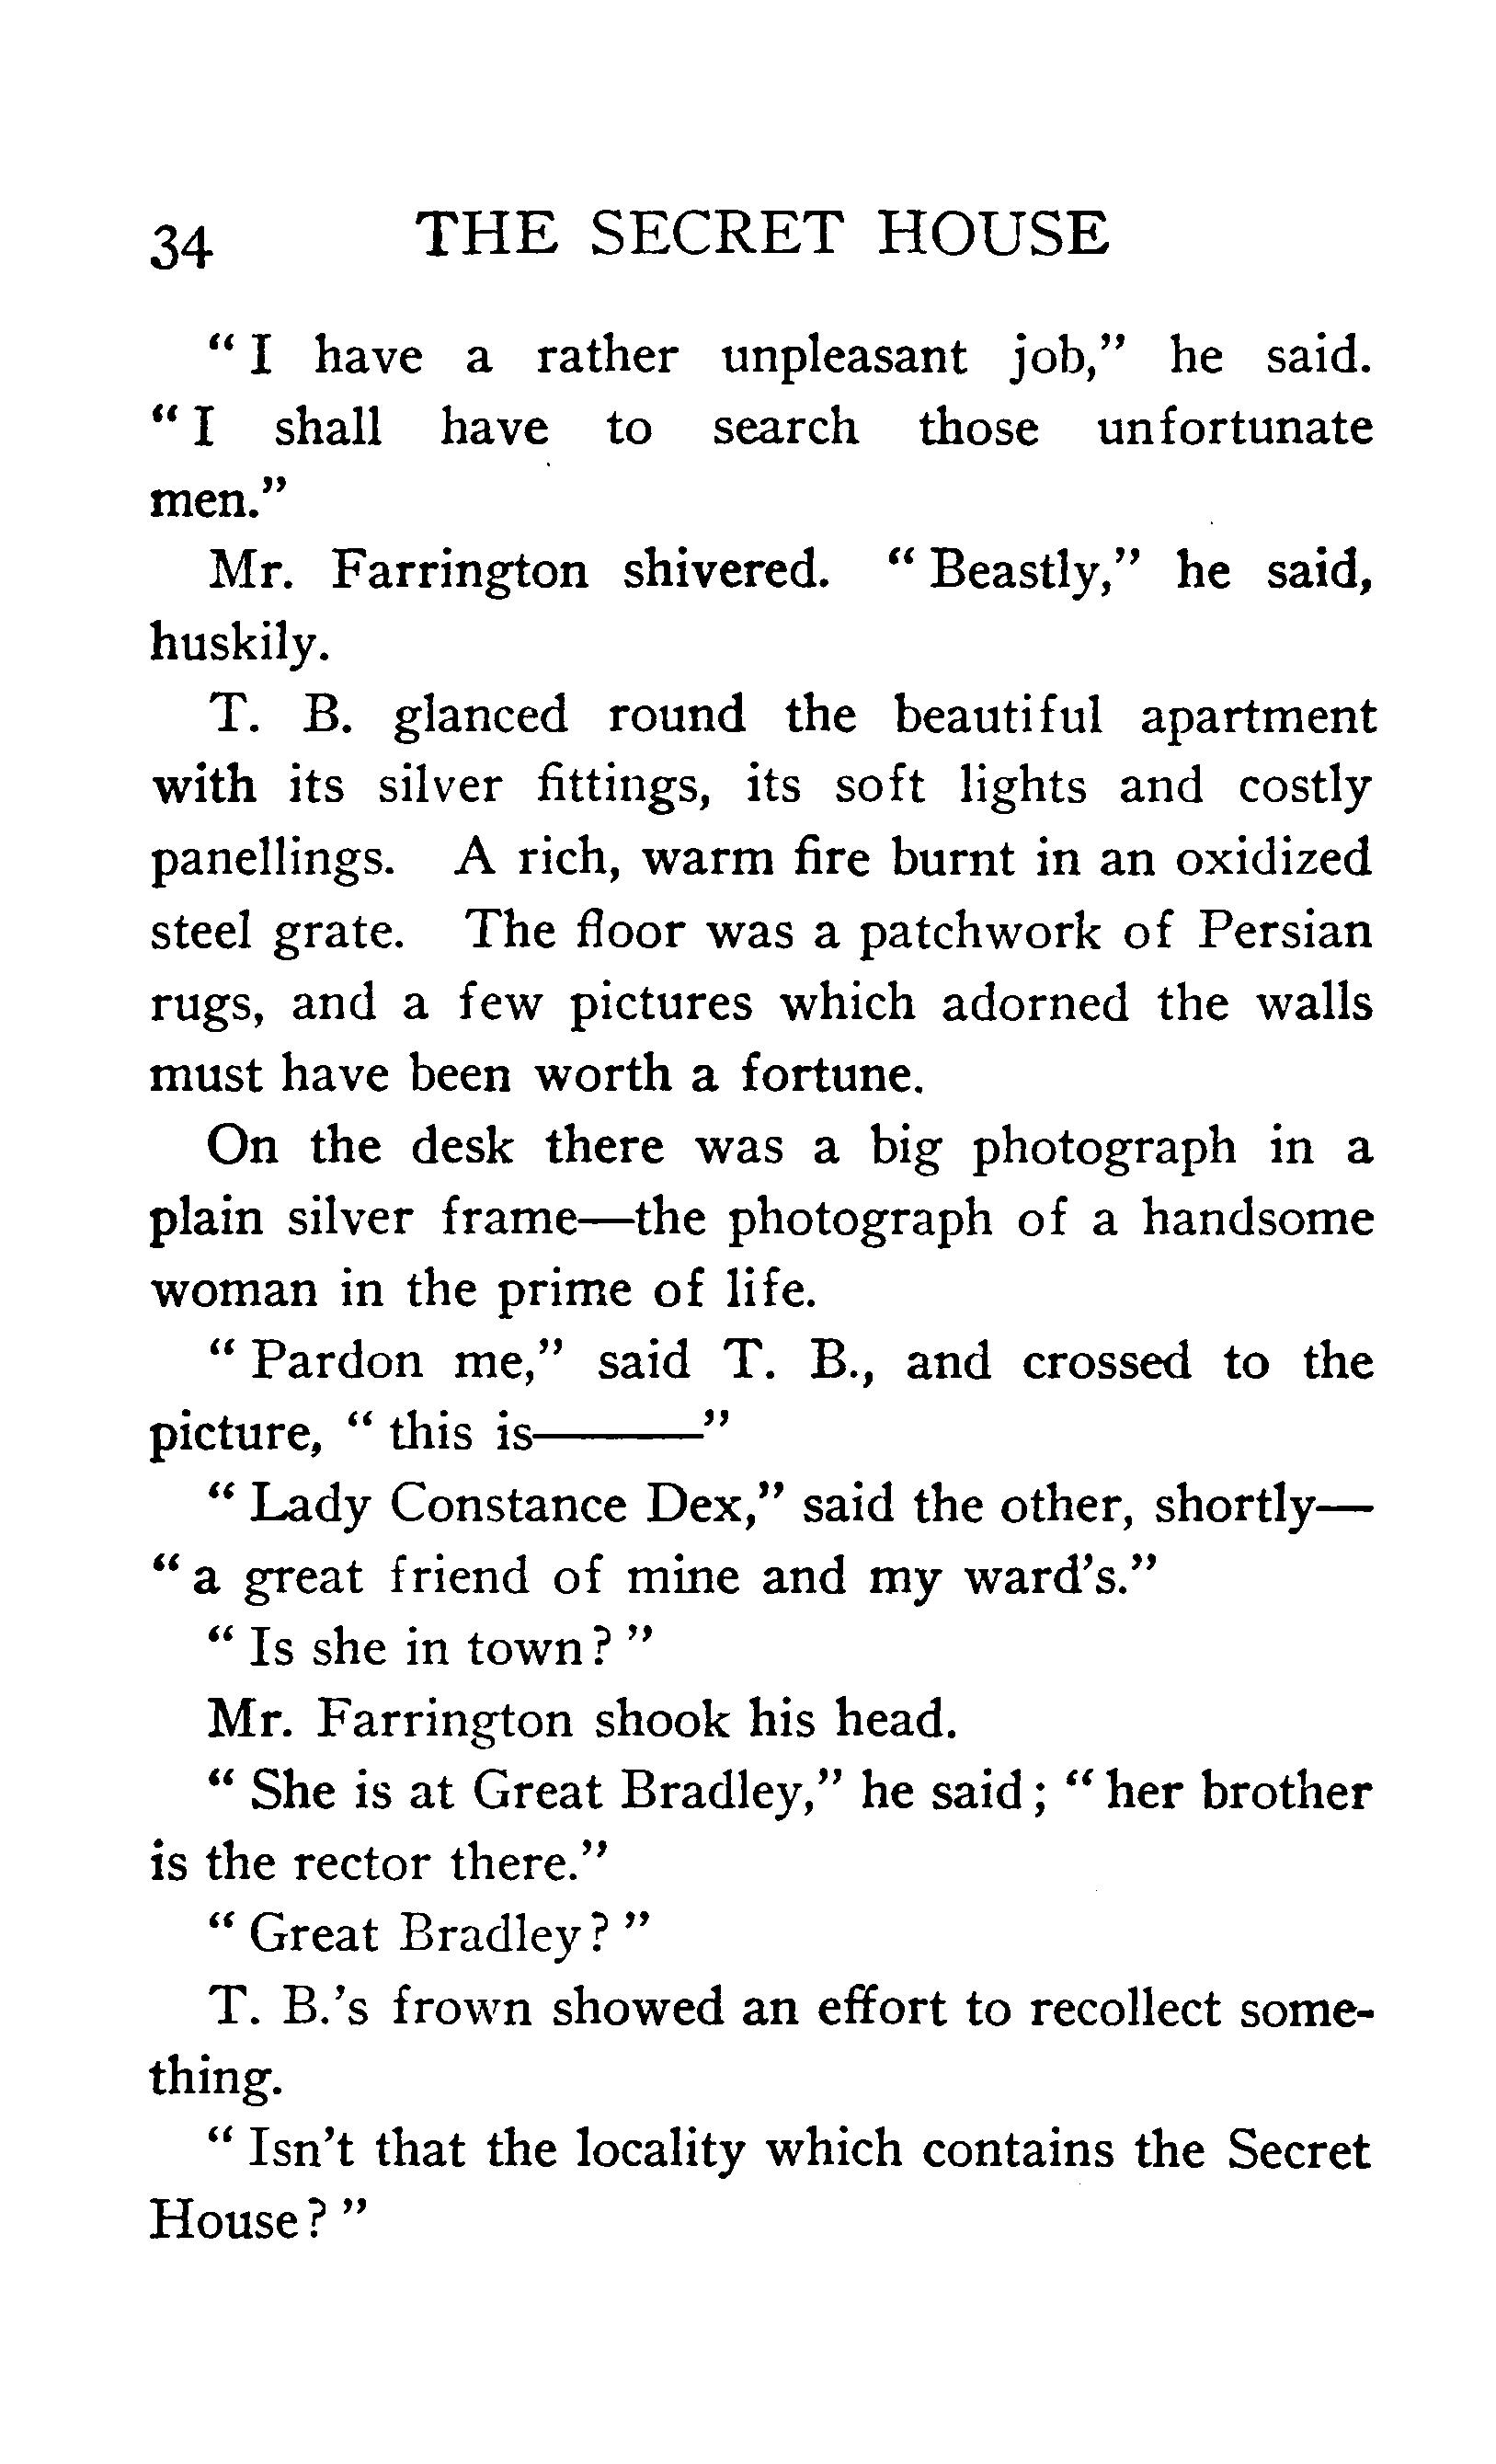 34 THE SECRET HOUSE
" I have a rather unpleasant job," he said.
" I shall have to search those unfortunate
men."
Mr. Farrington shivered. " Beastly," he said,
huskily.
T. B. glanced round the beautiful apartment
with its silver fittings, its soft lights and costly
panellings. A rich, warm fire burnt in an oxidized
steel grate. The floor was a patchwork of Persian
rugs, and a few pictures which adorned the walls
must have been worth a fortune.
On the desk there was a big photograph in a
plain silver frame—the photograph of a handsome
woman in the prime of life.
" Pardon me," said T. B., and crossed to the
picture, " this is———"
" Lady Constance Dex," said the other, shortly—
" a great friend of mine and my ward's."
" Is she in town? "
Mr. Farrington shook his head.
" She is at Great Bradley," he said; " her brother
is the rector there."
" Great Bradley? "
T. B.'s frown showed an effort to recollect some-
thing.
" Isn't that the locality which contains the Secret
House? "